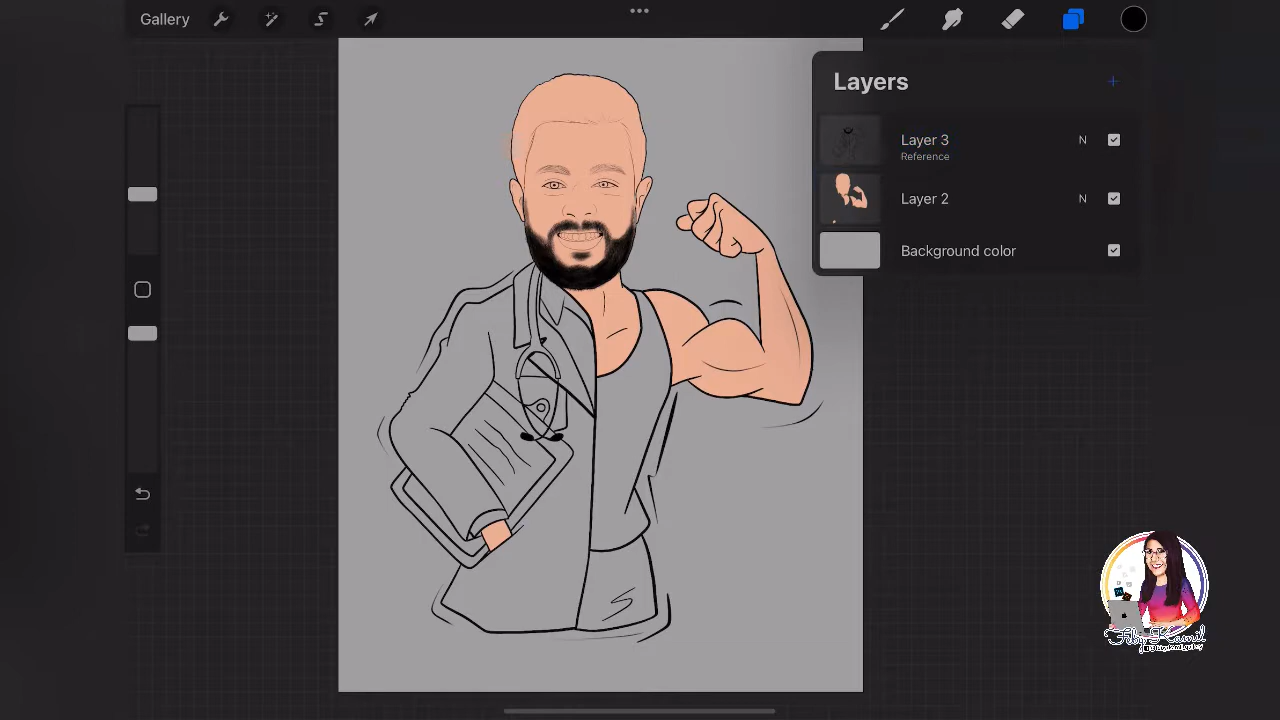 Gallery
Layers
Layer 3
N
Reference
Layer 2
N
Background color